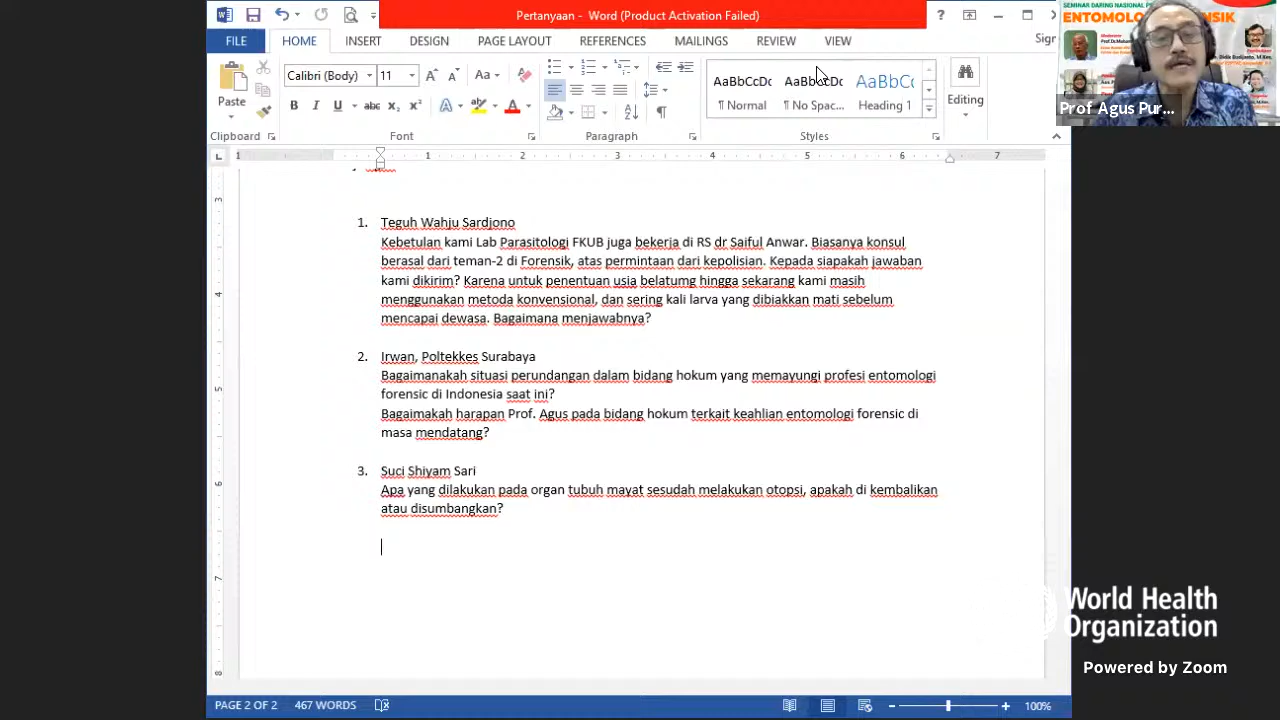 Pertanyaan - Word (Product Activation Failed)
FILE HOME INSERT DESIGN PAGE LAYOUT REFERENCES MAILINGS REVIEW VIEW Sign
Paste
Calibri (Body) 11
AaBbCcDc AaBbCcDc AaBbC
¶ Normal ¶ No Spac... Heading 1
Editing
Clipboard Font Paragraph Styles
SEMINAR DARING NASIONAL
Prof Agus Pur...
1. Teguh Wahju Sardjono
Kebetulan kami Lab Parasitologi FKUB juga bekerja di RS dr Saiful Anwar. Biasanya konsul
berasal dari teman-2 di Forensik, atas permintaan dari kepolisian. Kepada siapakah jawaban
kami dikirim? Karena untuk penentuan usia belatumg hingga sekarang kami masih
menggunakan metoda konvensional, dan sering kali larva yang dibiakkan mati sebelum
mencapai dewasa. Bagaimana menjawabnya?
2. Irwan, Poltekkes Surabaya
Bagaimanakah situasi perundangan dalam bidang hokum yang memayungi profesi entomologi
forensic di Indonesia saat ini?
Bagaimakah harapan Prof. Agus pada bidang hokum terkait keahlian entomologi forensic di
masa mendatang?
3. Suci Shiyam Sari
Apa yang dilakukan pada organ tubuh mayat sesudah melakukan otopsi, apakah di kembalikan
atau disumbangkan?
World Health
Organization
Powered by Zoom
PAGE 2 OF 2 467 WORDS 100%